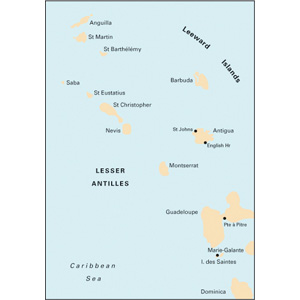 Anguilla
St Martin
St Barthélémy
Leeward
Islands
Saba
Barbuda
St Eustatius
St Christopher
Nevis
St Johns
Antigua
English Hr
Montserrat
LESSER
ANTILLES
Guadeloupe
Pte à Pitre
Marie-Galante
I. des Saintes
Caribbean
Sea
Dominica